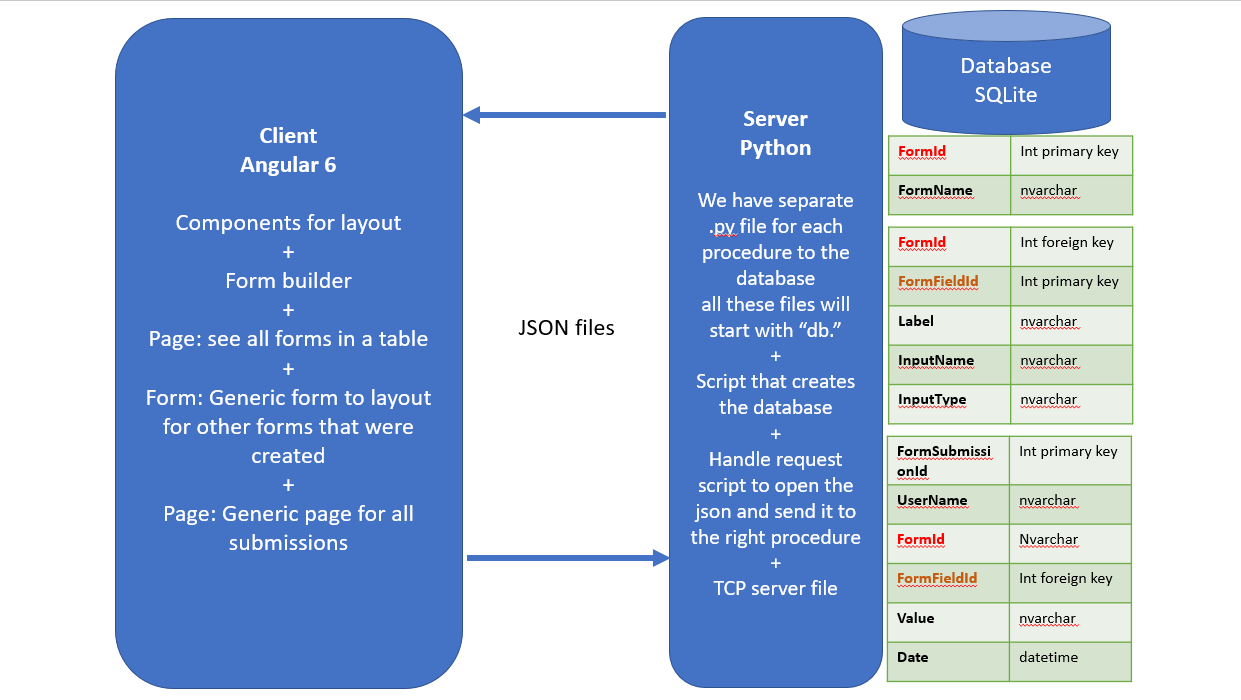 Client
Angular 6
Components for layout
+
Form builder
+
Page: see all forms in a table
+
Form: Generic form to layout
for other forms that were
created
+
Page: Generic page for all
submissions
JSON files
Server
Python
We have separate
.py file for each
procedure to the
database
all these files will
start with “db.”
+
Script that creates
the database
+
Handle request
script to open the
json and send it to
the right procedure
+
TCP server file
Database
SQLite
FormId Int primary key
FormName nvarchar
FormId Int foreign key
FormFieldId Int primary key
Label nvarchar
InputName nvarchar
InputType nvarchar
FormSubmissi
onId Int primary key
UserName nvarchar
FormId Nvarchar
FormFieldId Int foreign key
Value nvarchar
Date datetime